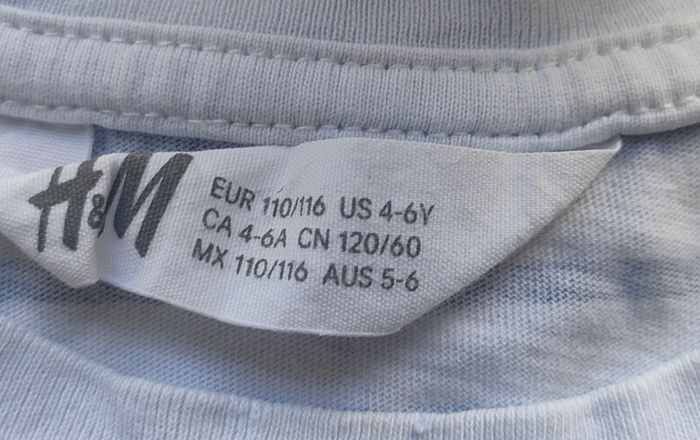 H&M
EUR 110/116 US 4-6Y
CA 4-6A CN 120/60
MX 110/116 AUS 5-6